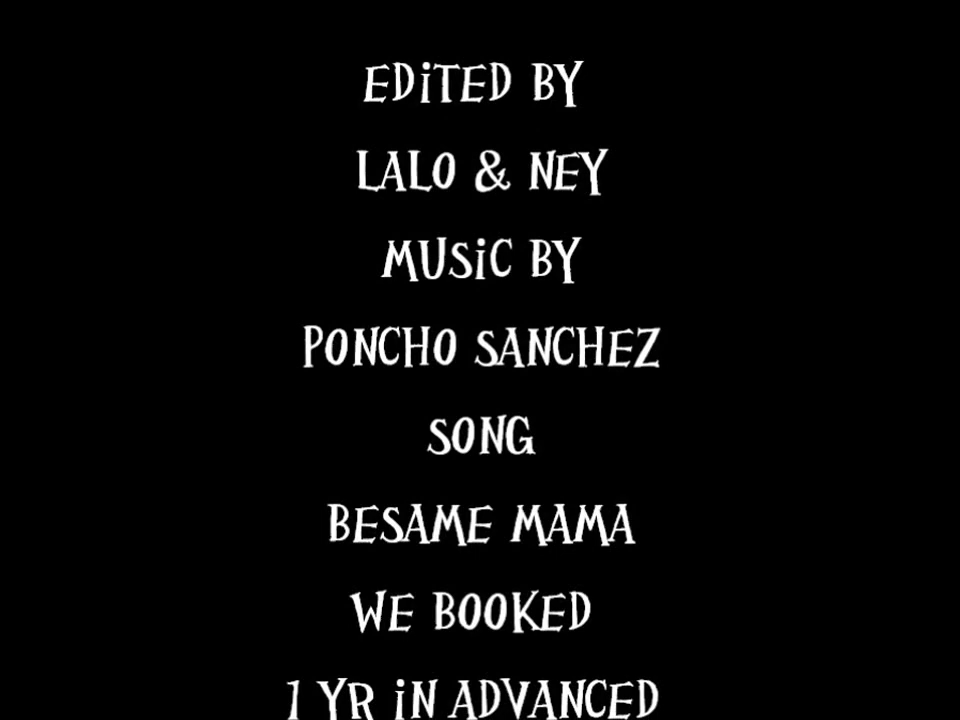 EDiTED BY
LALO & NEY
MUSiC BY
PONCHO SANCHEZ
SONG
BESAME MAMA
WE BOOKED
1 YR iN ADVANCED